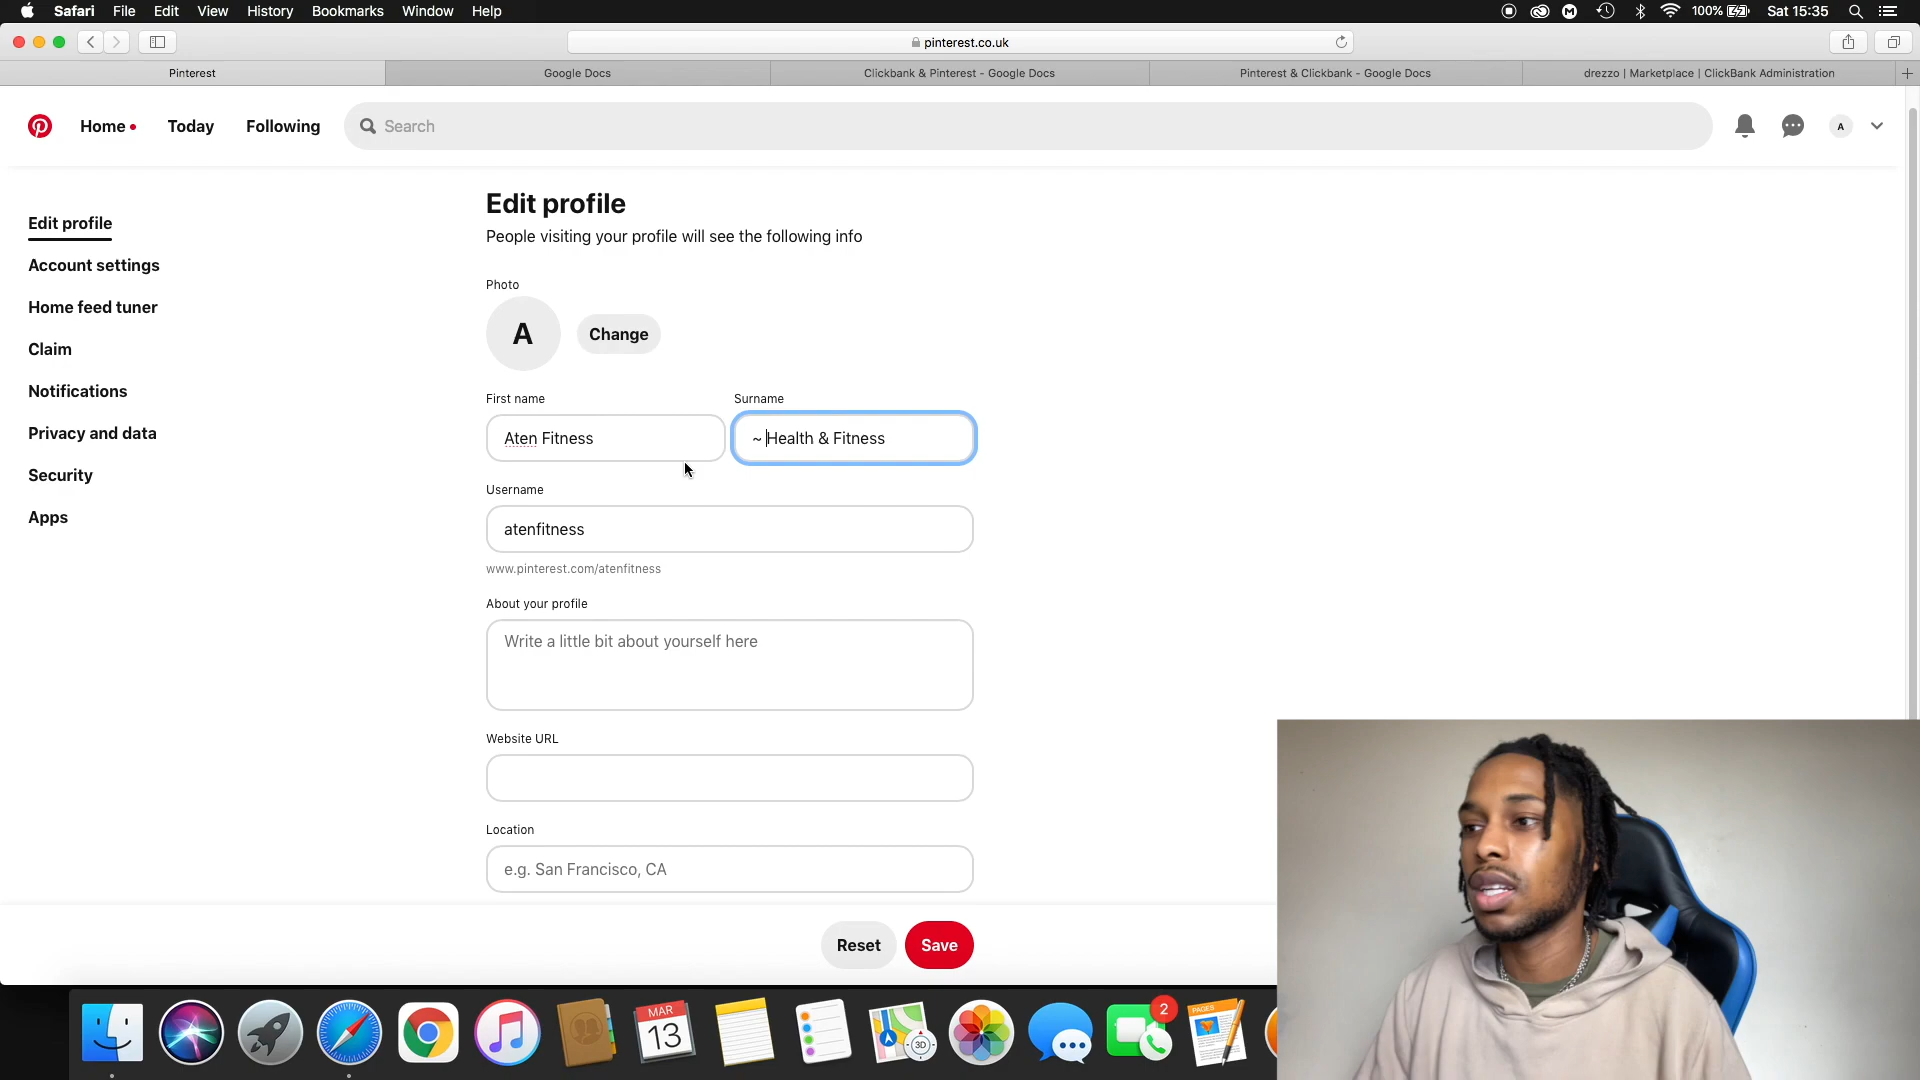 Safari File Edit View History Bookmarks Window Help 100% Sat 15:35
pinterest.co.uk
Pinterest Google Docs Clickbank & Pinterest - Google Docs Pinterest & Clickbank - Google Docs drezzo | Marketplace | ClickBank Administration
Home Today Following Search A
Edit profile
Account settings
Home feed tuner
Claim
Notifications
Privacy and data
Security
Apps
Edit profile
People visiting your profile will see the following info
Photo
A Change
First name Surname
Aten Fitness ~ Health & Fitness
Username
atenfitness
www.pinterest.com/atenfitness
About your profile
Write a little bit about yourself here
Website URL
Location
e.g. San Francisco, CA
Reset Save
MAR
13
3D
2
PAGES